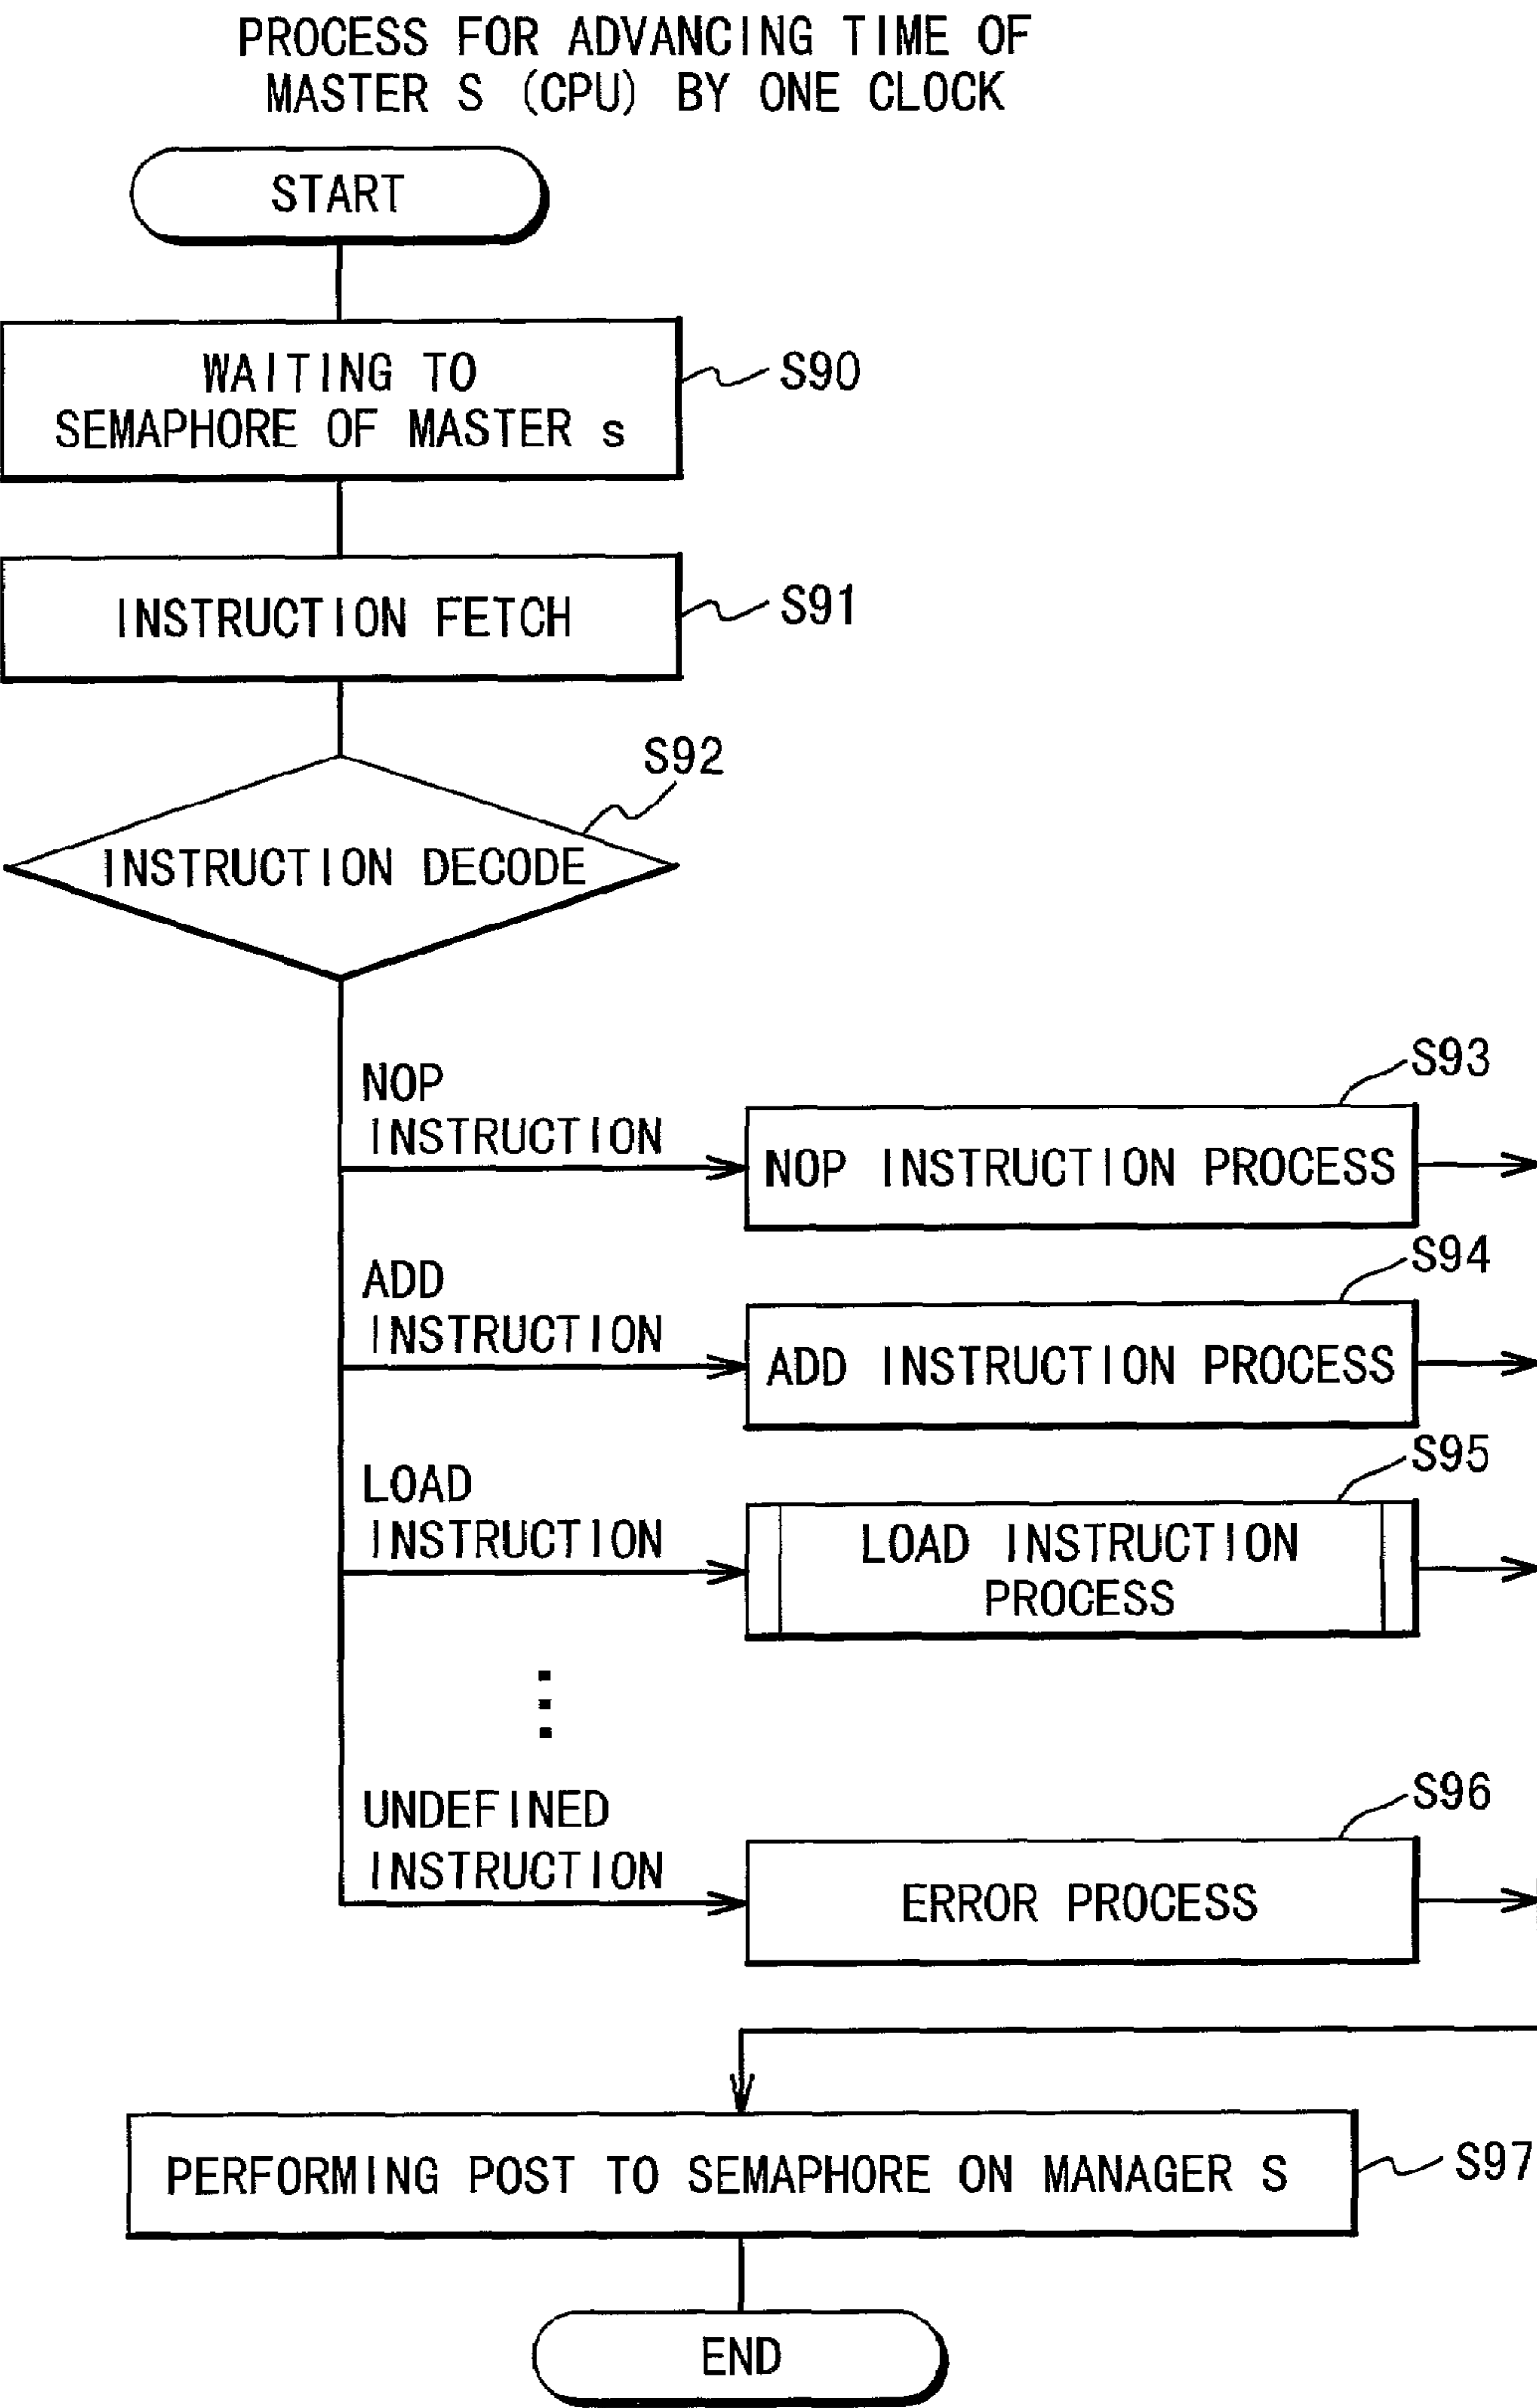 PROCESS FOR ADVANCING TIME OF
MASTER S (CPU) BY ONE CLOCK
START
WAITING TO
SEMAPHORE OF MASTER s
S90
INSTRUCTION FETCH
S91
S92
INSTRUCTION DECODE
NOP
INSTRUCTION
S93
NOP INSTRUCTION PROCESS
ADD
INSTRUCTION
S94
ADD INSTRUCTION PROCESS
LOAD
INSTRUCTION
S95
LOAD INSTRUCTION
PROCESS
UNDEFINED
INSTRUCTION
S96
ERROR PROCESS
PERFORMING POST TO SEMAPHORE ON MANAGER S
S97
END